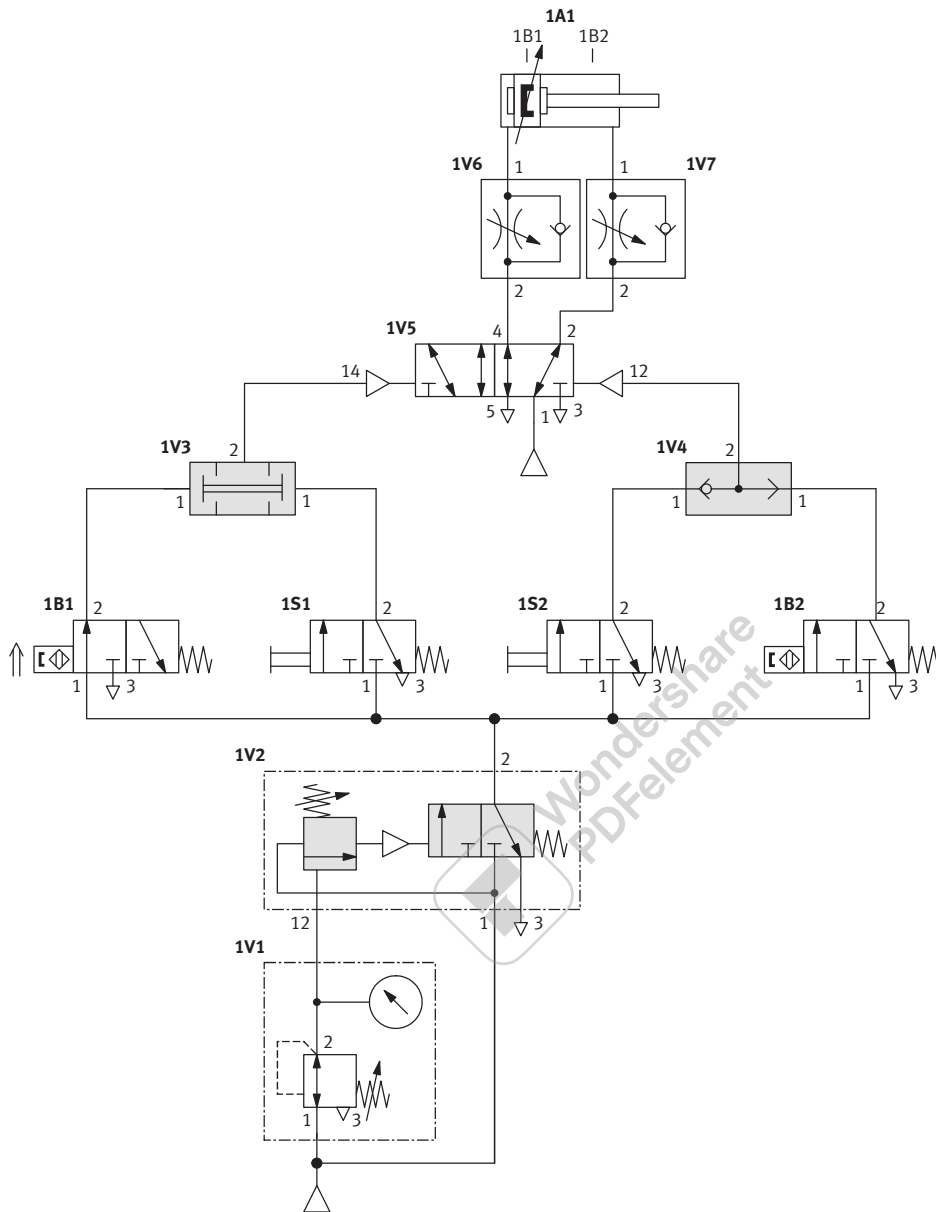 1A1
1B1 1B2
1V6 1 1 1V7
2 2
1V5 4 2
14 12
5 1 3
1V3 2 1V4 2
1 1 1 1
1B1 2 1S1 2 1S2 2 1B2 2
1 3 1 3 1 3 1 3
1V2 2
12 1 3
1V1
2
1 3
Wondershare
PDFelement